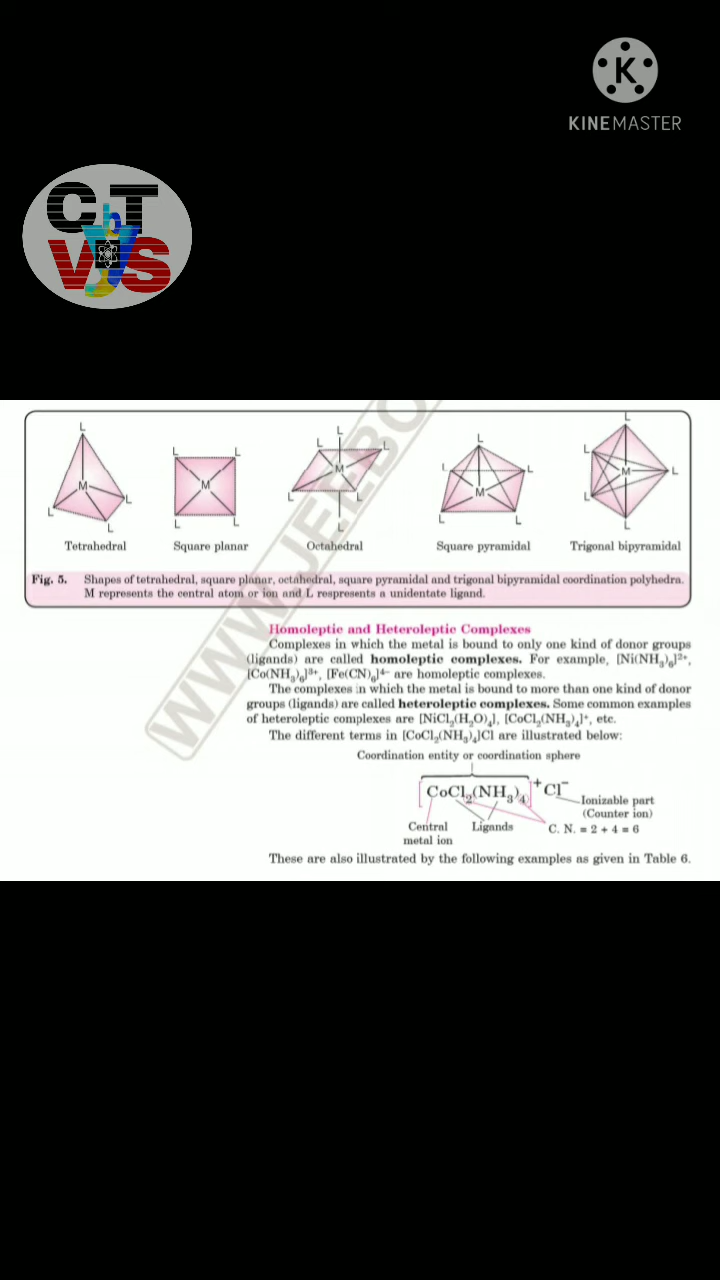 K
KINEMASTER
ChT
VyS
L L L L L L L L L L L L L L L L L L L L L L L L
M M M M M
Tetrahedral Square planar Octahedral Square pyramidal Trigonal bipyramidal
Fig. 5. Shapes of tetrahedral, square planar, octahedral, square pyramidal and trigonal bipyramidal coordination polyhedra.
M represents the central atom or ion and L respresents a unidentate ligand.
WWW.JEEBO
Homoleptic and Heteroleptic Complexes
Complexes in which the metal is bound to only one kind of donor groups
(ligands) are called homoleptic complexes. For example, [Ni(NH₃)₆]²⁺,
[Co(NH₃)₆]³⁺, [Fe(CN)₆]⁴⁻ are homoleptic complexes.
The complexes in which the metal is bound to more than one kind of donor
groups (ligands) are called heteroleptic complexes. Some common examples
of heteroleptic complexes are [NiCl₂(H₂O)₄], [CoCl₂(NH₃)₄]⁺, etc.
The different terms in [CoCl₂(NH₃)₄]Cl are illustrated below:
Coordination entity or coordination sphere
[CoCl₂(NH₃)₄]⁺Cl⁻
Ionizable part
(Counter ion)
Central Ligands C. N. = 2 + 4 = 6
metal ion
These are also illustrated by the following examples as given in Table 6.